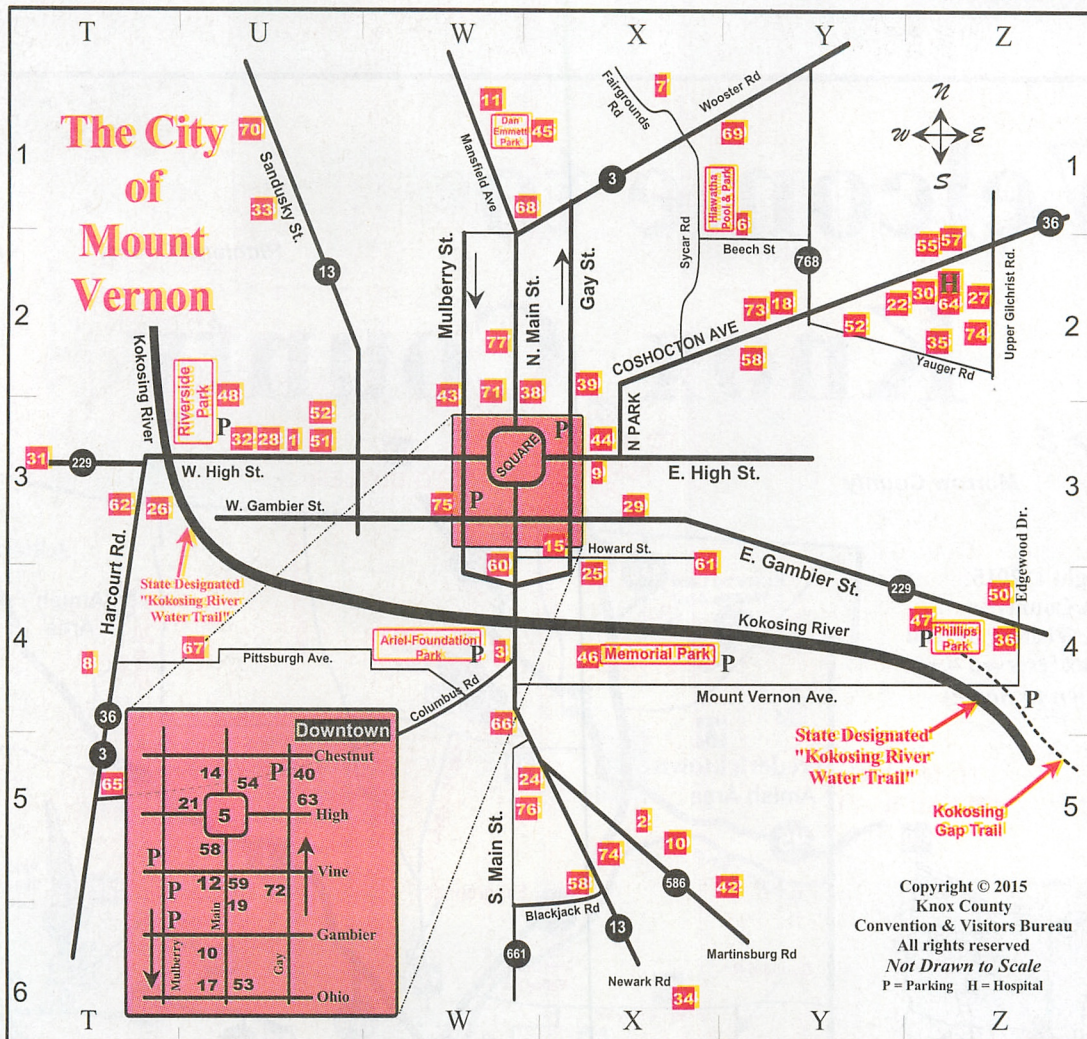 T U W X Y Z
The City
of
Mount
Vernon
1
2
3
4
5
6
1
2
3
4
5
N
W E
S
70
33
Sandusky St.
13
11
Dan
Emmett
Park
45
Mansfield Ave
68
Fairgrounds
Rd
7
Wooster Rd
69
3
Hiawatha
Pool & Park
6
Sycar Rd
Beech St
768
36
55
57
H
30
64
22
27
35
74
Upper Gilchrist Rd.
Mulberry St.
N. Main St.
Gay St.
73
18
52
COSHOCTON AVE
58
Yauger Rd
77
Kokosing River
Riverside
Park
48
P
52
43
71
38
39
32
28
1
51
SQUARE
P
44
N PARK
31
229
W. High St.
9
E. High St.
62
26
W. Gambier St.
75
P
29
Harcourt Rd.
State Designated
"Kokosing River
Water Trail"
15
Howard St.
60
25
61
E. Gambier St.
229
Edgewood Dr.
50
47
P
Phillips
Park
36
Kokosing River
67
8
Pittsburgh Ave.
Ariel-Foundation
Park
P
3
46
Memorial Park
P
Columbus Rd
Mount Vernon Ave.
P
36
3
65
66
State Designated
"Kokosing River
Water Trail"
Kokosing
Gap Trail
Downtown
Chestnut
14
54
P
40
21
5
63
High
58
P
Vine
P
12
59
72
19
Main
P
Gambier
Mulberry
10
Gay
17
53
Ohio
24
76
S. Main St.
2
74
10
58
586
42
Blackjack Rd
13
661
Martinsburg Rd
Newark Rd
34
Copyright © 2015
Knox County
Convention & Visitors Bureau
All rights reserved
Not Drawn to Scale
P = Parking H = Hospital
T U W X Y Z